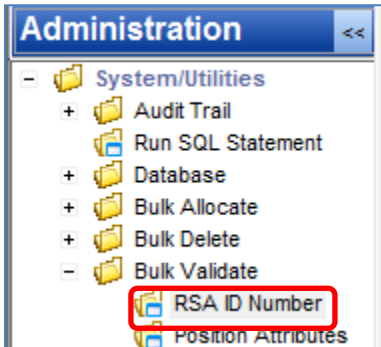 Administration <<
System/Utilities
Audit Trail
Run SQL Statement
Database
Bulk Allocate
Bulk Delete
Bulk Validate
RSA ID Number
Position Attributes